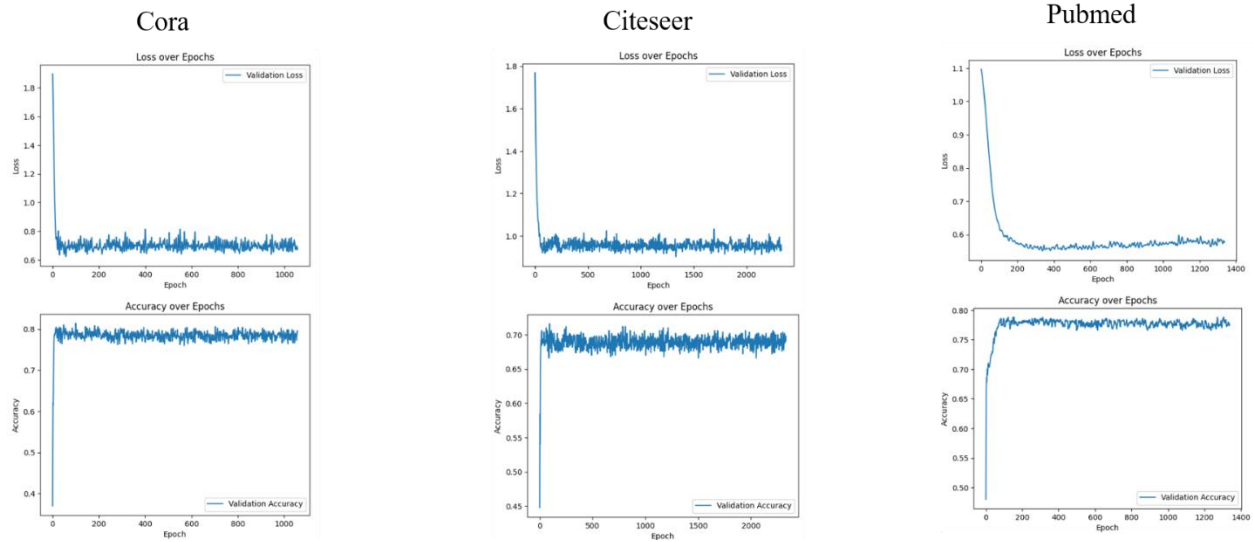 Cora
Loss over Epochs
Validation Loss
1.8
1.6
1.4
1.2
1.0
0.8
0.6
Loss
0 200 400 600 800 1000
Epoch
Accuracy over Epochs
0.8
0.7
0.6
0.5
0.4
Accuracy
Validation Accuracy
0 200 400 600 800 1000
Epoch
Citeseer
Loss over Epochs
Validation Loss
1.8
1.6
1.4
1.2
1.0
Loss
0 500 1000 1500 2000
Epoch
Accuracy over Epochs
0.70
0.65
0.60
0.55
0.50
0.45
Accuracy
Validation Accuracy
0 500 1000 1500 2000
Epoch
Pubmed
Loss over Epochs
Validation Loss
1.1
1.0
0.9
0.8
0.7
0.6
Loss
0 200 400 600 800 1000 1200 1400
Epoch
Accuracy over Epochs
0.80
0.75
0.70
0.65
0.60
0.55
0.50
Accuracy
Validation Accuracy
0 200 400 600 800 1000 1200 1400
Epoch